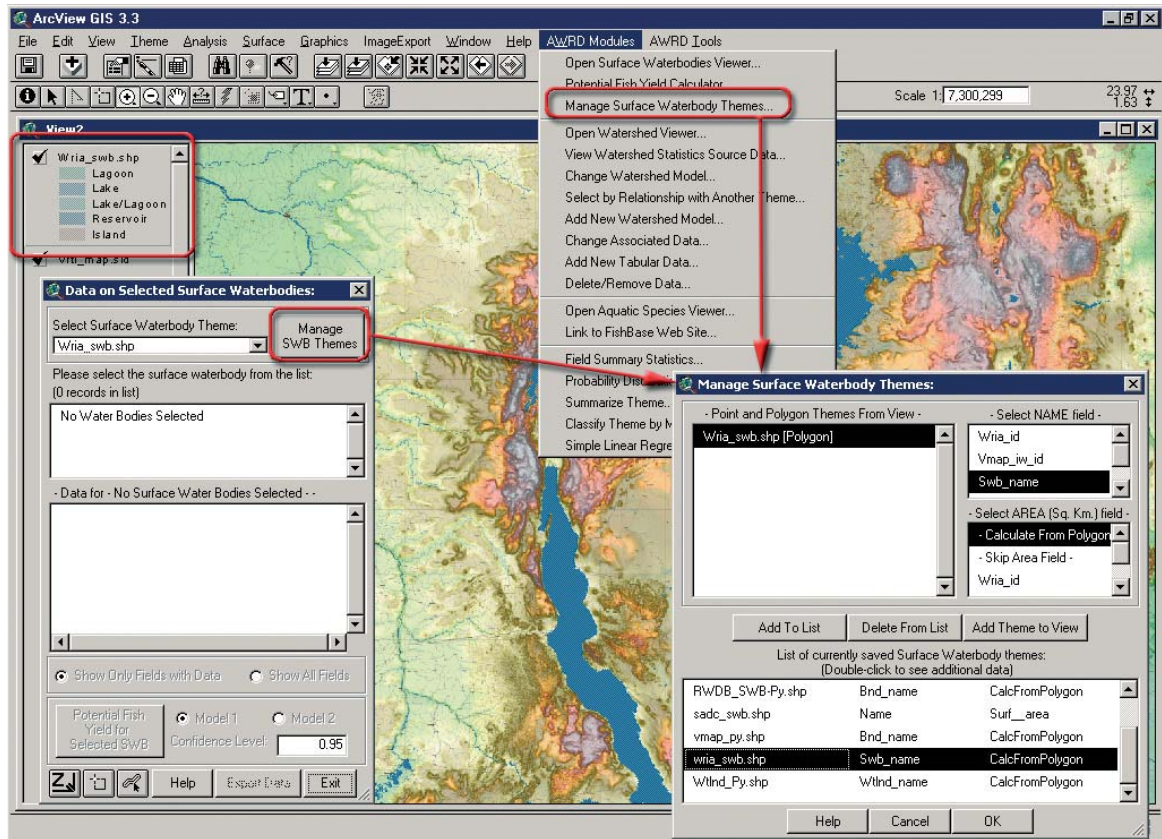 ArcView GIS 3.3
File Edit View Theme Analysis Surface Graphics ImageExport Window Help AWRD Modules AWRD Tools
Scale 1: 7,300,299
23.97
1.63
View2
Wria_swb.shp
Lagoon
Lake
Lake/Lagoon
Reservoir
Island
Open Surface Waterbodies Viewer...
Potential Fish Yield Calculator
Manage Surface Waterbody Themes...
Open Watershed Viewer...
View Watershed Statistics Source Data...
Change Watershed Model...
Select by Relationship with Another Theme...
Add New Watershed Model...
Change Associated Data...
Add New Tabular Data...
Delete/Remove Data...
Open Aquatic Species Viewer...
Link to FishBase Web Site...
Field Summary Statistics...
Probability
Summarize Theme...
Classify Theme by M
Simple Linear Regre
Data on Selected Surface Waterbodies:
Select Surface Waterbody Theme:
Wria_swb.shp
Manage
SWB Themes
Please select the surface waterbody from the list:
(0 records in list)
No Water Bodies Selected
- Data for - No Surface Water Bodies Selected - -
Show Only Fields with Data Show All Fields
Potential Fish
Yield for
Selected SWB
Model 1 Model 2
Confidence Level: 0.95
Help Export Data Exit
Manage Surface Waterbody Themes:
- Point and Polygon Themes From View -
Wria_swb.shp [Polygon]
- Select NAME field -
Wria_id
Vmap_iw_id
Swb_name
- Select AREA (Sq. Km.) field -
- Calculate From Polygon
- Skip Area Field -
Wria_id
Add To List Delete From List Add Theme to View
List of currently saved Surface Waterbody themes:
(Double-click to see additional data)
RWDB_SWB-Py.shp Bnd_name CalcFromPolygon
sadc_swb.shp Name Surf__area
vmap_py.shp Bnd_name CalcFromPolygon
wria_swb.shp Swb_name CalcFromPolygon
Wtlnd_Py.shp Wtlnd_name CalcFromPolygon
Help Cancel OK